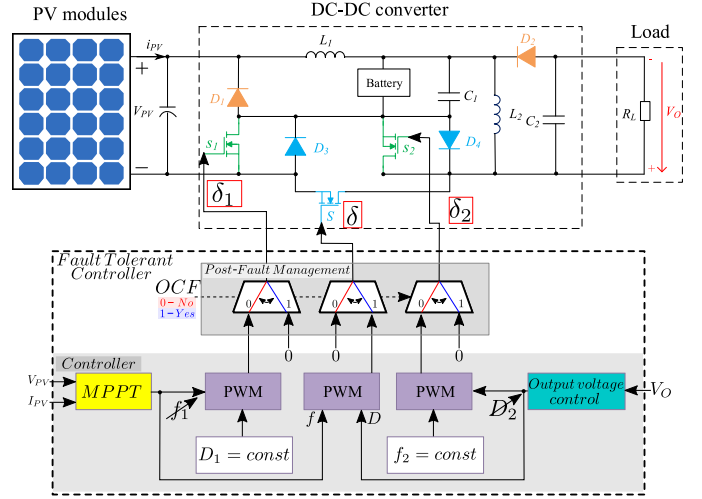 PV modules
DC-DC converter
Load
i_PV
L_1
D_2
+
-
D_1
Battery
C_1
V_PV
L_2
C_2
R_L
V_O
s_1
D_3
s_2
D_4
−
+
δ_1
S
δ
δ_2
Fault Tolerant
Controller
Post-Fault Management
OCF
0-No
1-Yes
0 1
0 1
0 1
0
0
0
Controller
V_PV
I_PV
MPPT
f_1
PWM
PWM
PWM
D_2
Output voltage
control
V_O
f
D
D_1 = const
f_2 = const